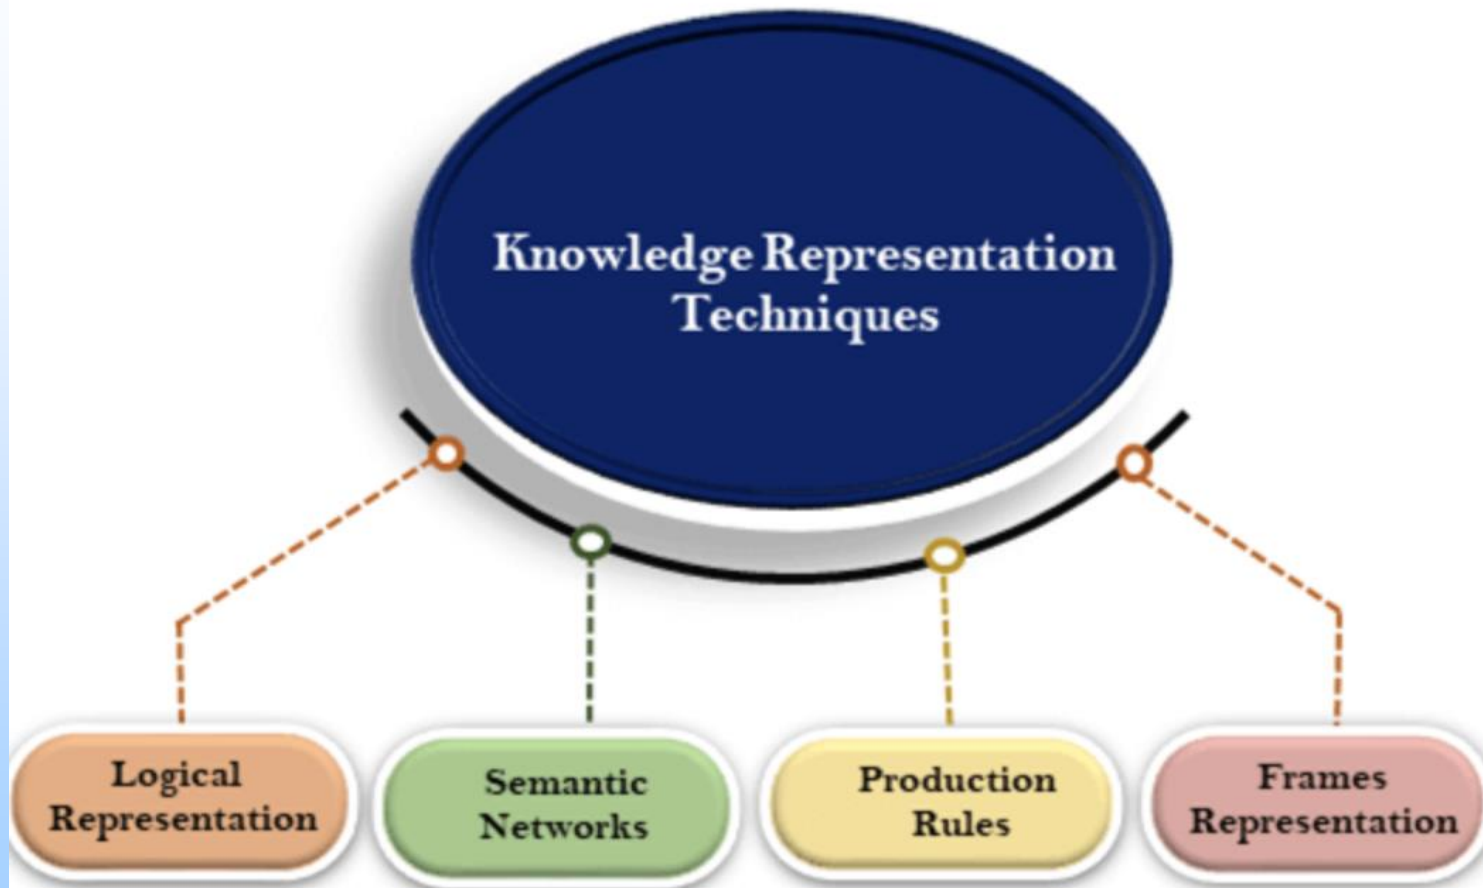 Knowledge Representation
Techniques
Logical
Representation
Semantic
Networks
Production
Rules
Frames
Representation